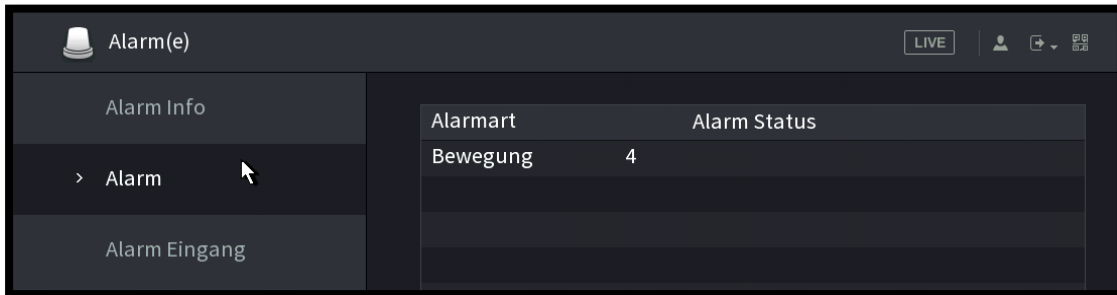 Alarm(e)
LIVE
Alarm Info
Alarm
Alarm Eingang
Alarmart Alarm Status
Bewegung 4